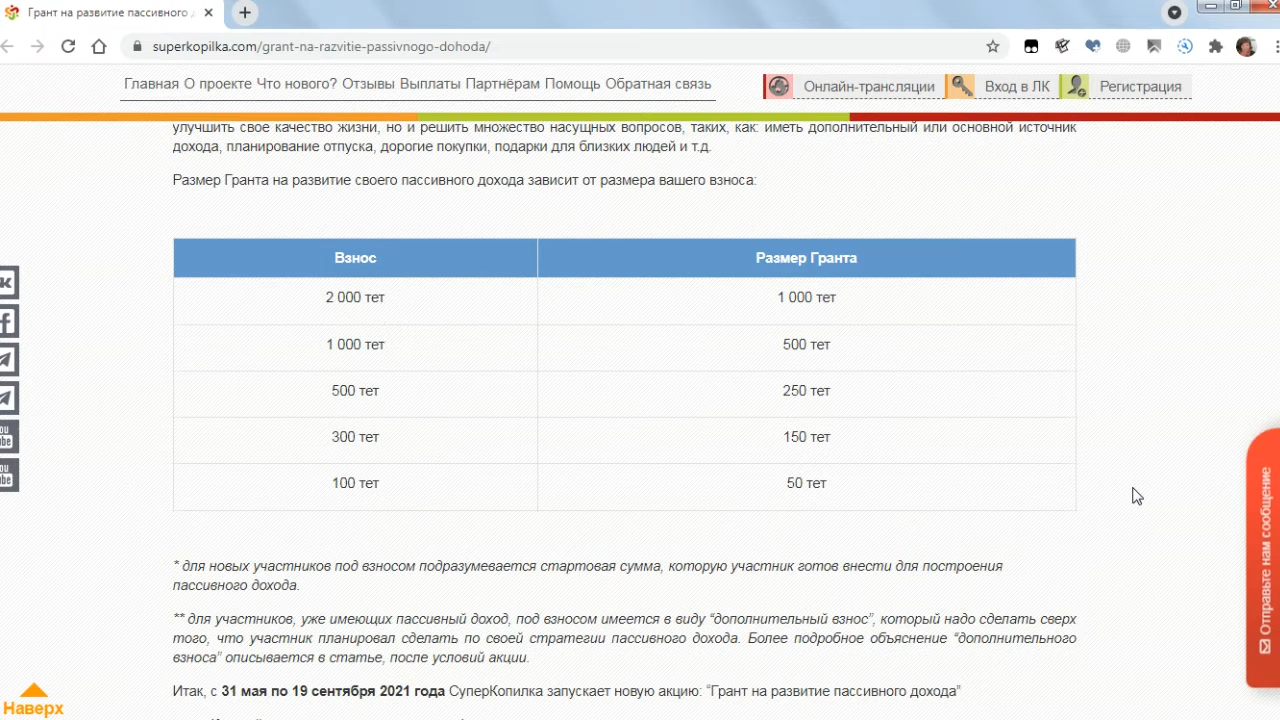 Грант на развитие пассивного
superkopilka.com/grant-na-razvitie-passivnogo-dohoda/
Главная О проекте Что нового? Отзывы Выплаты Партнёрам Помощь Обратная связь
Онлайн-трансляции Вход в ЛК Регистрация
улучшить свое качество жизни, но и решить множество насущных вопросов, таких, как: иметь дополнительный или основной источник
дохода, планирование отпуска, дорогие покупки, подарки для близких людей и т.д.
Размер Гранта на развитие своего пассивного дохода зависит от размера вашего взноса:
Взнос Размер Гранта
2 000 тет 1 000 тет
1 000 тет 500 тет
500 тет 250 тет
300 тет 150 тет
100 тет 50 тет
* для новых участников под взносом подразумевается стартовая сумма, которую участник готов внести для построения
пассивного дохода.
** для участников, уже имеющих пассивный доход, под взносом имеется в виду “дополнительный взнос”, который надо сделать сверх
того, что участник планировал сделать по своей стратегии пассивного дохода. Более подробное объяснение “дополнительного
взноса” описывается в статье, после условий акции.
Итак, с 31 мая по 19 сентября 2021 года СуперКопилка запускает новую акцию: “Грант на развитие пассивного дохода”
Наверх
Отправьте нам сообщение